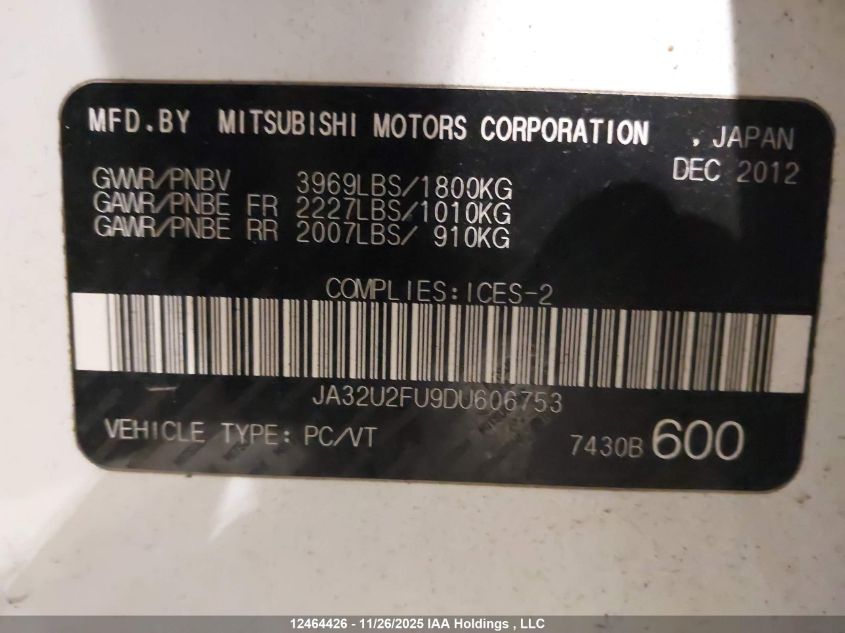 MFD.BY MITSUBISHI MOTORS CORPORATION , JAPAN
DEC 2012
GVWR/PNBV 3969LBS/1800KG
GAWR/PNBE FR 2227LBS/1010KG
GAWR/PNBE RR 2007LBS/ 910KG
COMPLIES:ICES-2
JA32U2FU9DU606753
VEHICLE TYPE: PC/VT 7430B 600
12464426 - 11/26/2025 IAA Holdings , LLC